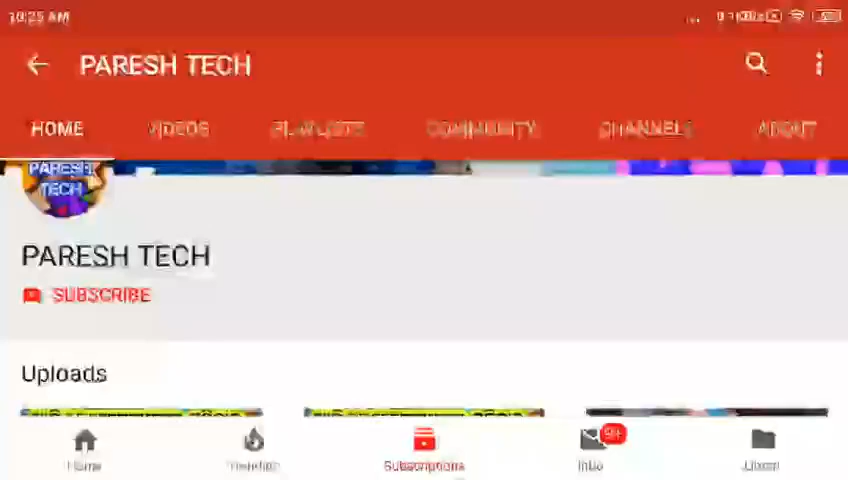 10:25 AM
PARESH TECH
HOME VIDEOS PLAYLISTS COMMUNITY CHANNELS ABOUT
PARESH
TECH
PARESH TECH
SUBSCRIBE
Uploads
Home Trending Subscriptions Inbox Library